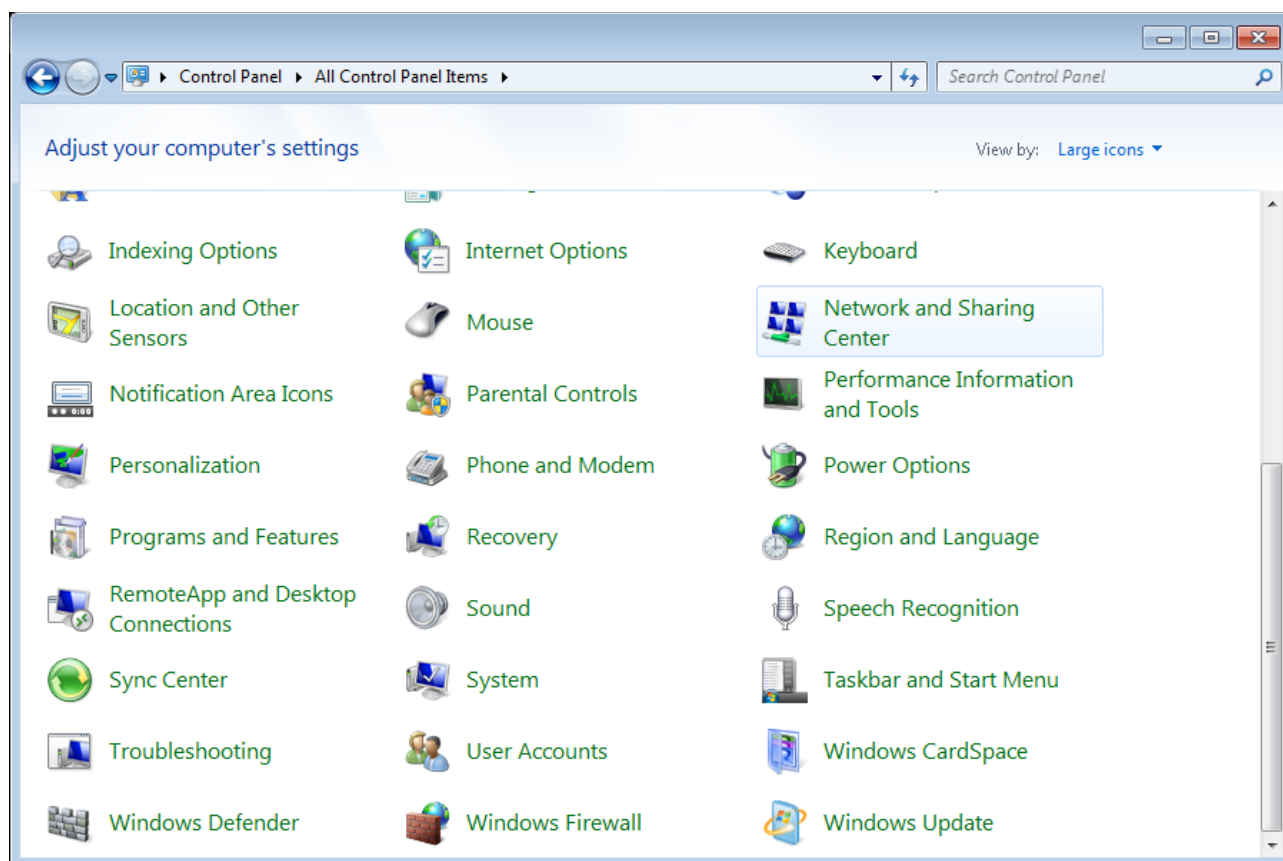 Control Panel All Control Panel Items
Search Control Panel
Adjust your computer's settings
View by: Large icons
Indexing Options
Internet Options
Keyboard
Location and Other
Sensors
Mouse
Network and Sharing
Center
Notification Area Icons
Parental Controls
Performance Information
and Tools
Personalization
Phone and Modem
Power Options
Programs and Features
Recovery
Region and Language
RemoteApp and Desktop
Connections
Sound
Speech Recognition
Sync Center
System
Taskbar and Start Menu
Troubleshooting
User Accounts
Windows CardSpace
Windows Defender
Windows Firewall
Windows Update